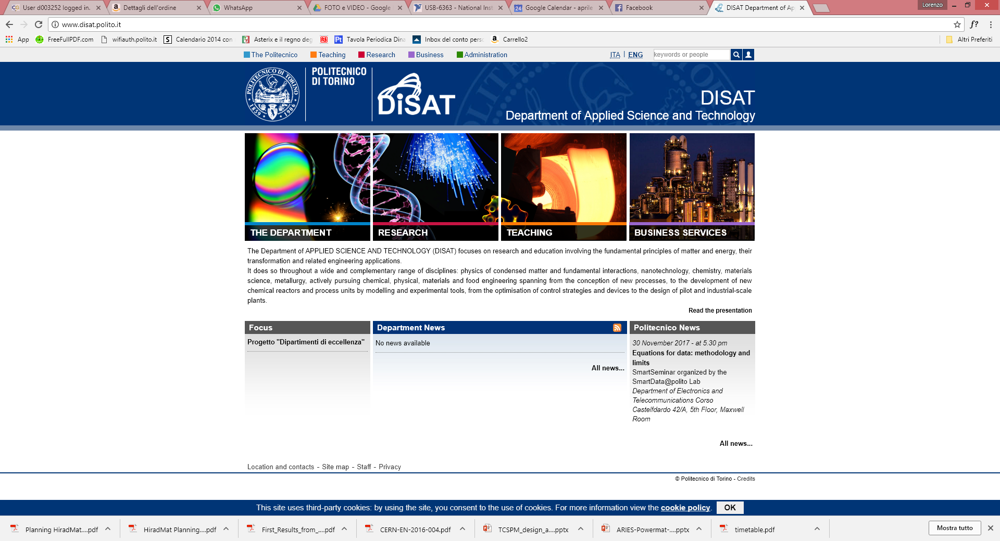 User d003252 logged in.
Dettagli dell'ordine
WhatsApp
FOTO e VIDEO - Google
USB-6363 - National Inst
Google Calendar - aprile
Facebook
DISAT Department of Ap
Lorenzo
www.disat.polito.it
App
FreeFullPDF.com
wifiauth.polito.it
Calendario 2014 con
Asterix e il regno deg
Tavola Periodica Dina
Inbox del conto perso
Carrello2
Altri Preferiti
The Politecnico
Teaching
Research
Business
Administration
ITA | ENG
keywords or people
POLITECNICO DI TORINO
1859 1906
POLITECNICO
DI TORINO
DiSAT
DISAT
Department of Applied Science and Technology
THE DEPARTMENT
RESEARCH
TEACHING
BUSINESS SERVICES
The Department of APPLIED SCIENCE AND TECHNOLOGY (DISAT) focuses on research and education involving the fundamental principles of matter and energy, their
transformation and related engineering applications.
It does so throughout a wide and complementary range of disciplines: physics of condensed matter and fundamental interactions, nanotechnology, chemistry, materials
science, metallurgy, actively pursuing chemical, physical, materials and food engineering spanning from the conception of new processes, to the development of new
chemical reactors and process units by modelling and experimental tools, from the optimisation of control strategies and devices to the design of pilot and industrial-scale
plants.
Read the presentation
Focus
Progetto "Dipartimenti di eccellenza"
Department News
No news available
All news...
Politecnico News
30 November 2017 - at 5.30 pm
Equations for data: methodology and
limits
SmartSeminar organized by the
SmartData@polito Lab
Department of Electronics and
Telecommunications Corso
Castelfdardo 42/A, 5th Floor, Maxwell
Room
All news...
Location and contacts - Site map - Staff - Privacy
© Politecnico di Torino - Credits
This site uses third-party cookies: by using the site, you consent to the use of cookies. For more information view the cookie policy. OK
Planning HiradMat....pdf
HiradMat Planning....pdf
First_Results_from_....pdf
CERN-EN-2016-004.pdf
TCSPM_design_a....pptx
ARIES-Powermat-....pptx
timetable.pdf
Mostra tutto